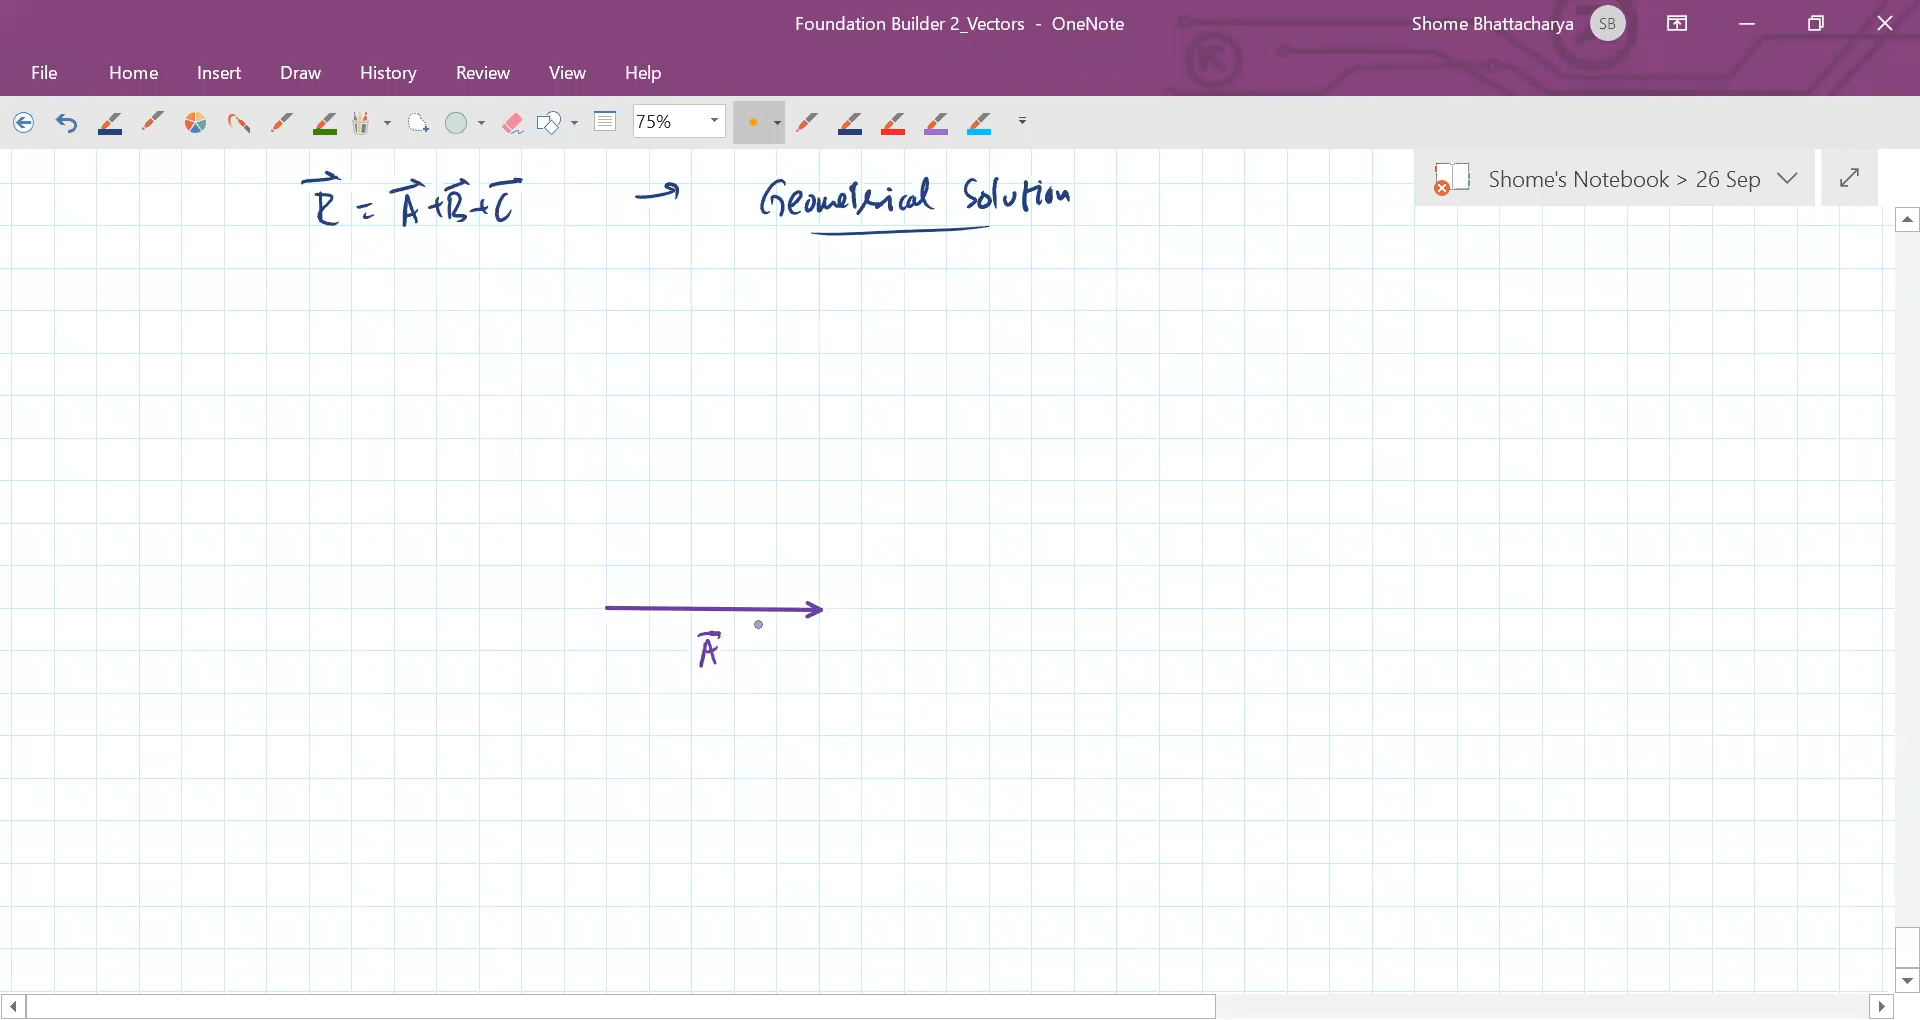 Foundation Builder 2_Vectors - OneNote
Shome Bhattacharya SB
File Home Insert Draw History Review View Help
75%
Shome's Notebook > 26 Sep
R⃗ = A⃗ + B⃗ + C⃗ → Geometrical Solution
A⃗